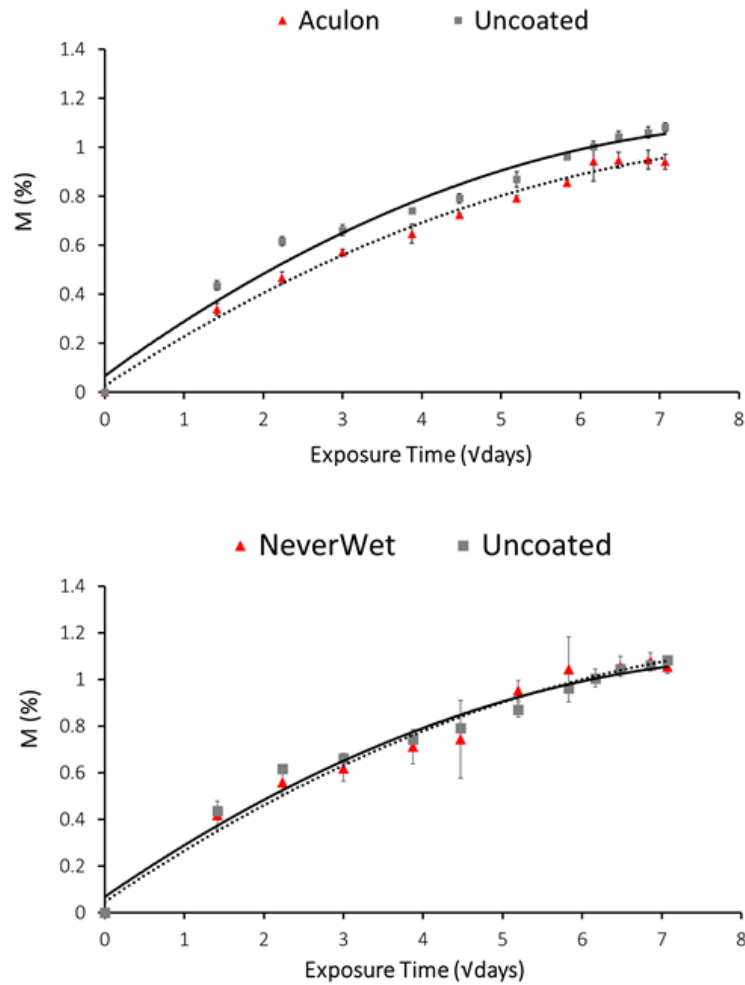 Aculon Uncoated
1.4
1.2
1
0.8
0.6
0.4
0.2
0
M (%)
0 1 2 3 4 5 6 7 8
Exposure Time (√days)
NeverWet Uncoated
1.4
1.2
1
0.8
0.6
0.4
0.2
0
M (%)
0 1 2 3 4 5 6 7 8
Exposure Time (√days)